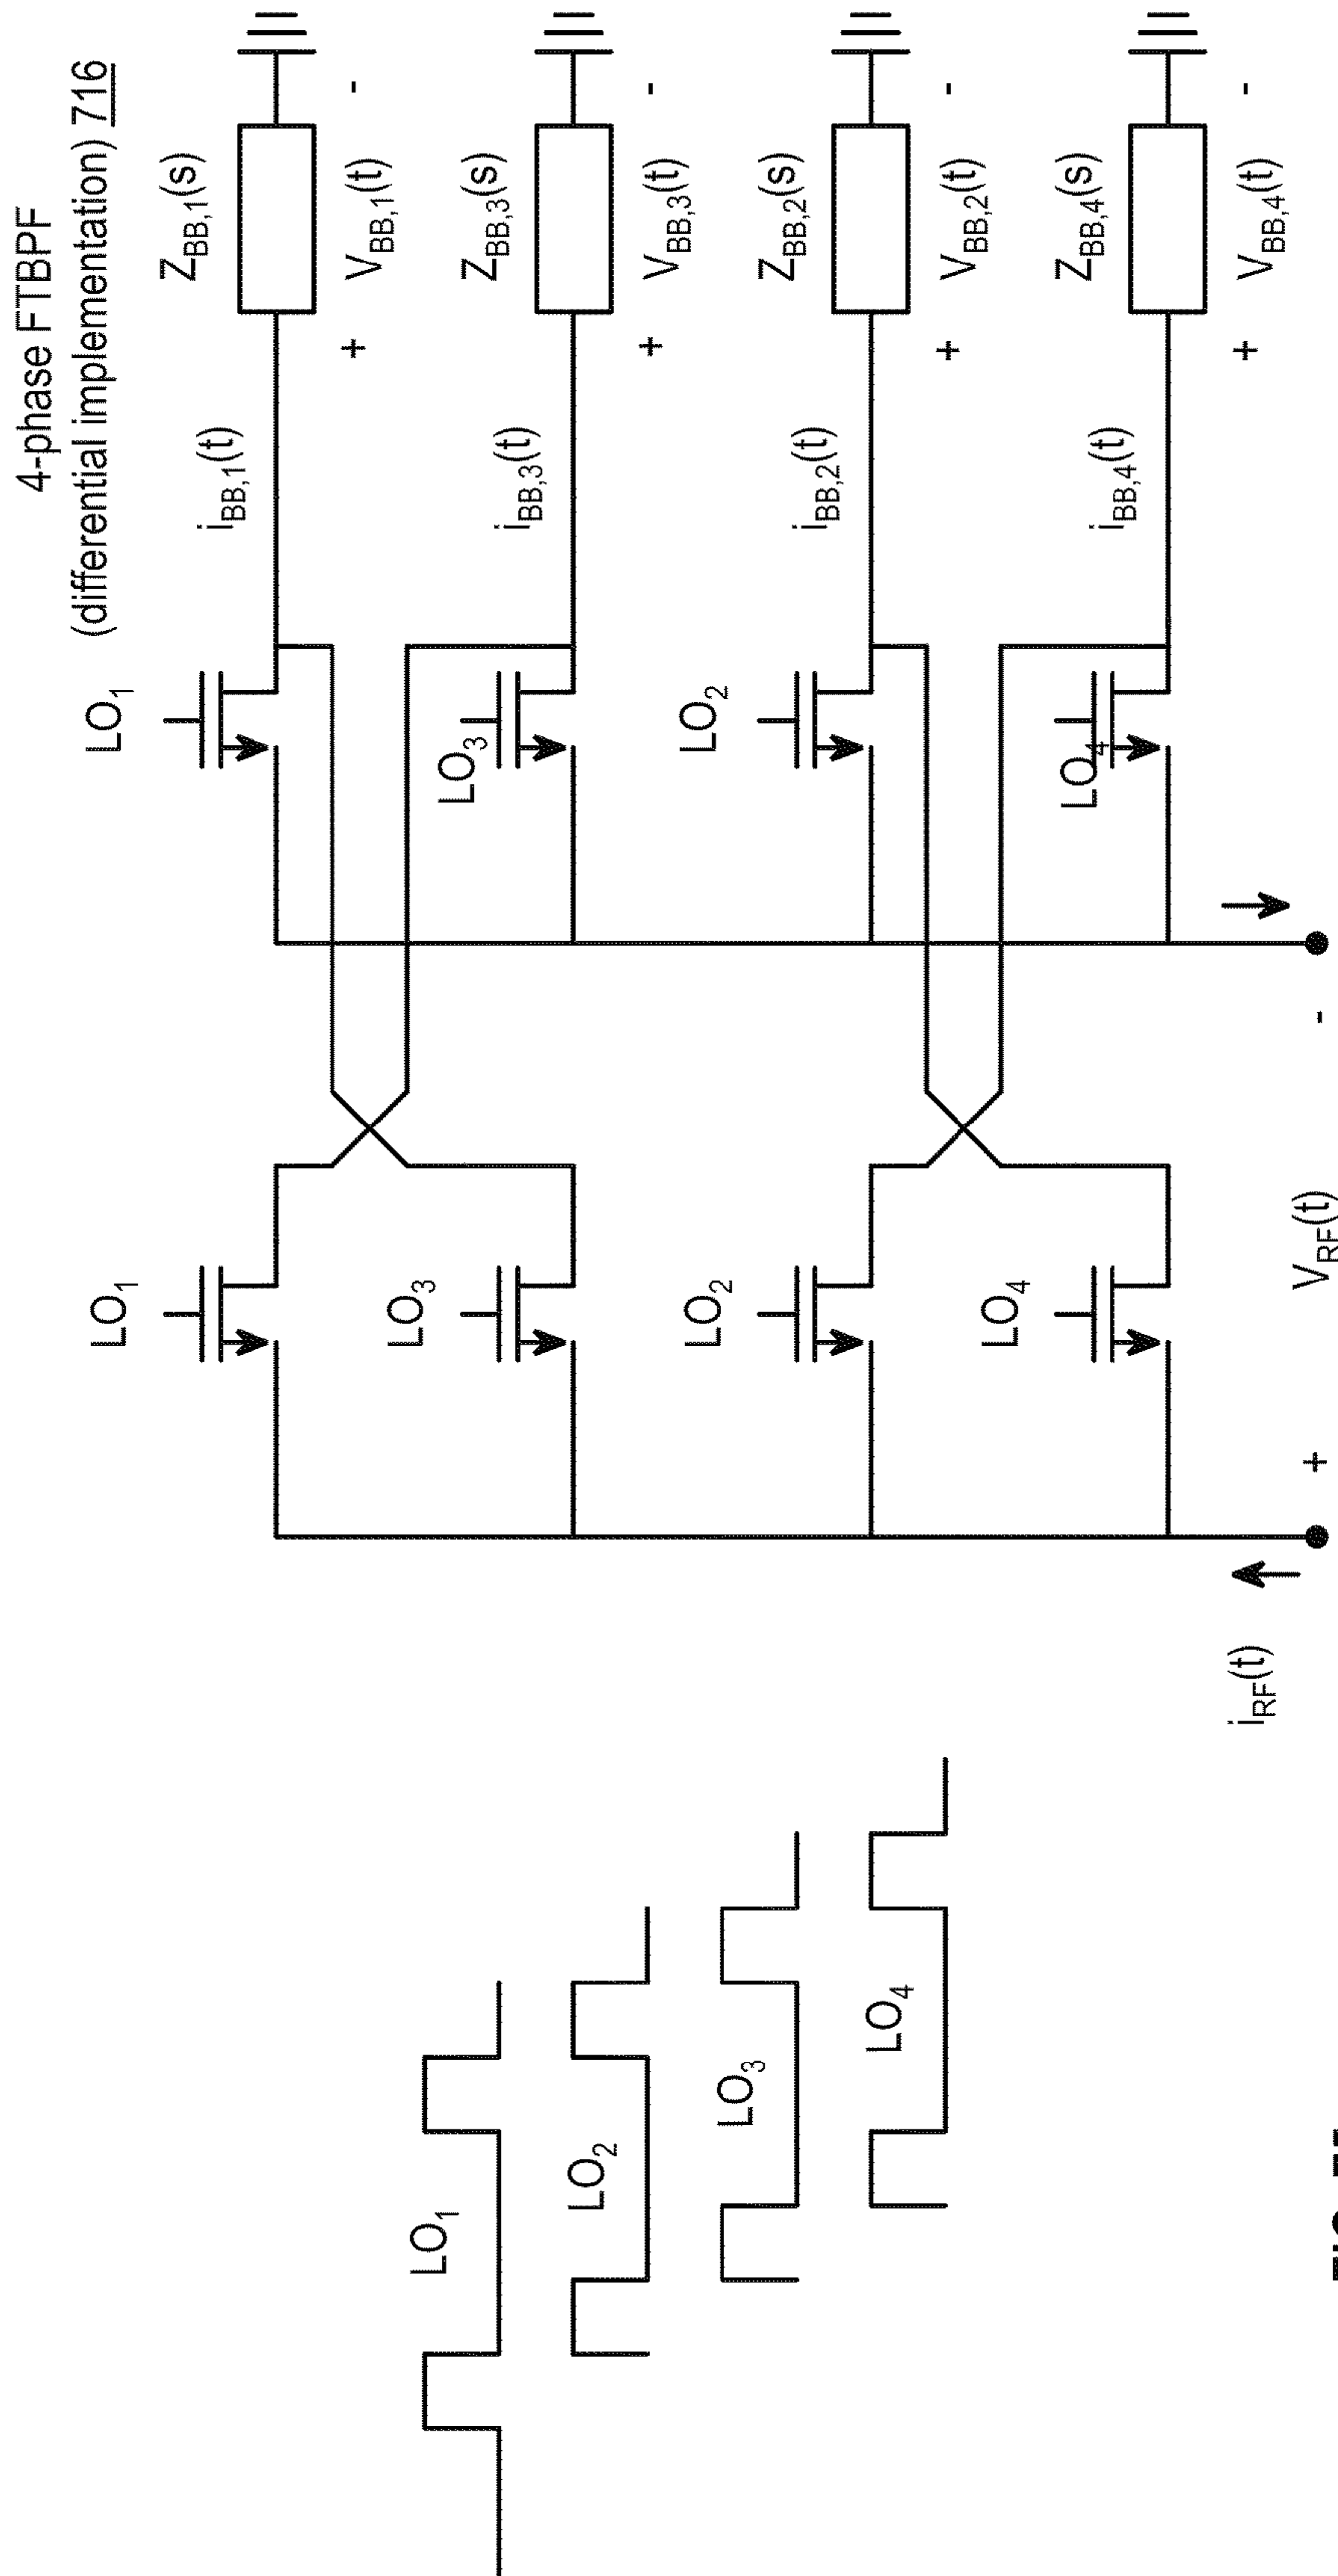 4-phase FTBPF
(differential implementation) 716
LO1
LO2
LO3
LO4
LO1
LO3
LO2
LO4
LO1
LO3
LO2
LO4
iBB,1(t)
iBB,3(t)
iBB,2(t)
iBB,4(t)
ZBB,1(s)
+ VBB,1(t) -
ZBB,3(s)
+ VBB,3(t) -
ZBB,2(s)
+ VBB,2(t) -
ZBB,4(s)
+ VBB,4(t) -
iRF(t)
+ VRF(t) -